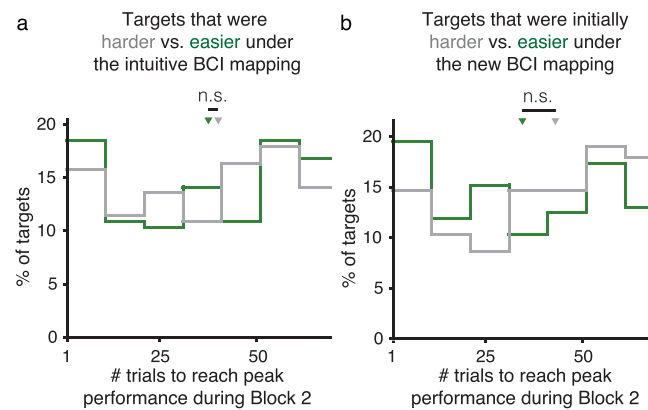 a
Targets that were
harder vs. easier under
the intuitive BCI mapping
n.s.
20
15
10
5
0
% of targets
1
25
50
# trials to reach peak
performance during Block 2
b
Targets that were initially
harder vs. easier under
the new BCI mapping
n.s.
20
15
10
5
0
% of targets
1
25
50
# trials to reach peak
performance during Block 2